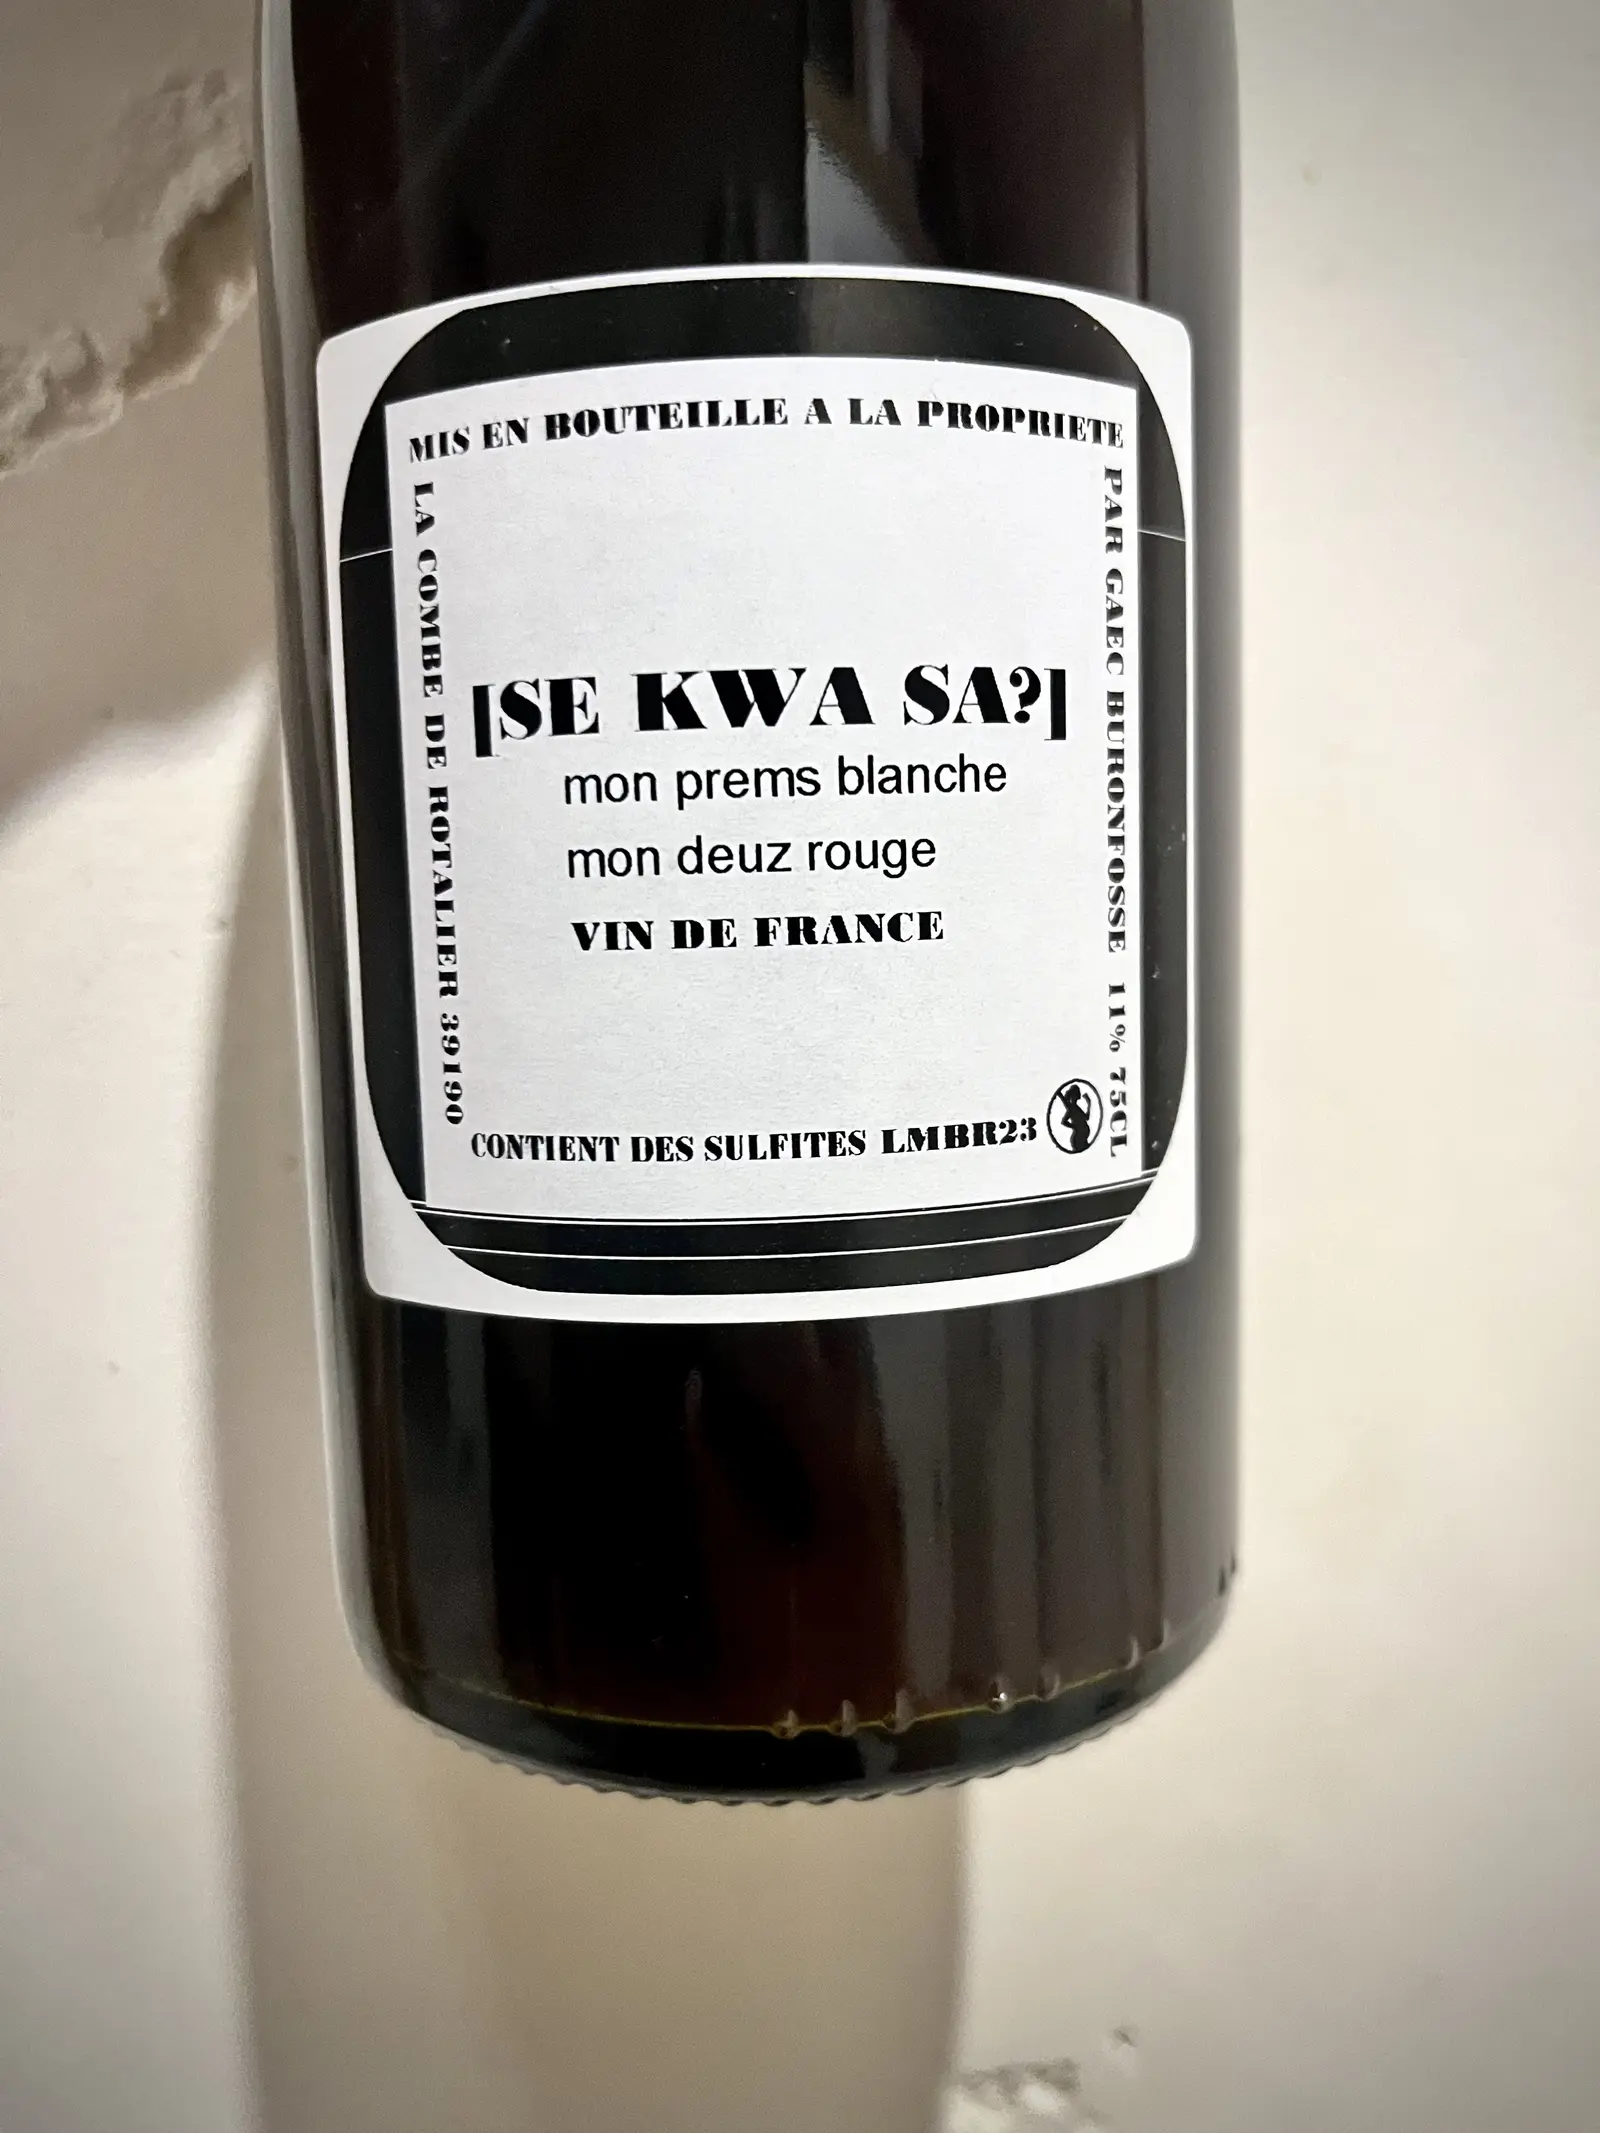 MIS EN BOUTEILLE A LA PROPRIETE
PAR GAEC BURONFOSSE 11% 75CL
LA COMBE DE ROTALIER 39190
[SE KWA SA?]
mon prems blanche
mon deuz rouge
VIN DE FRANCE
CONTIENT DES SULFITES LMBR23